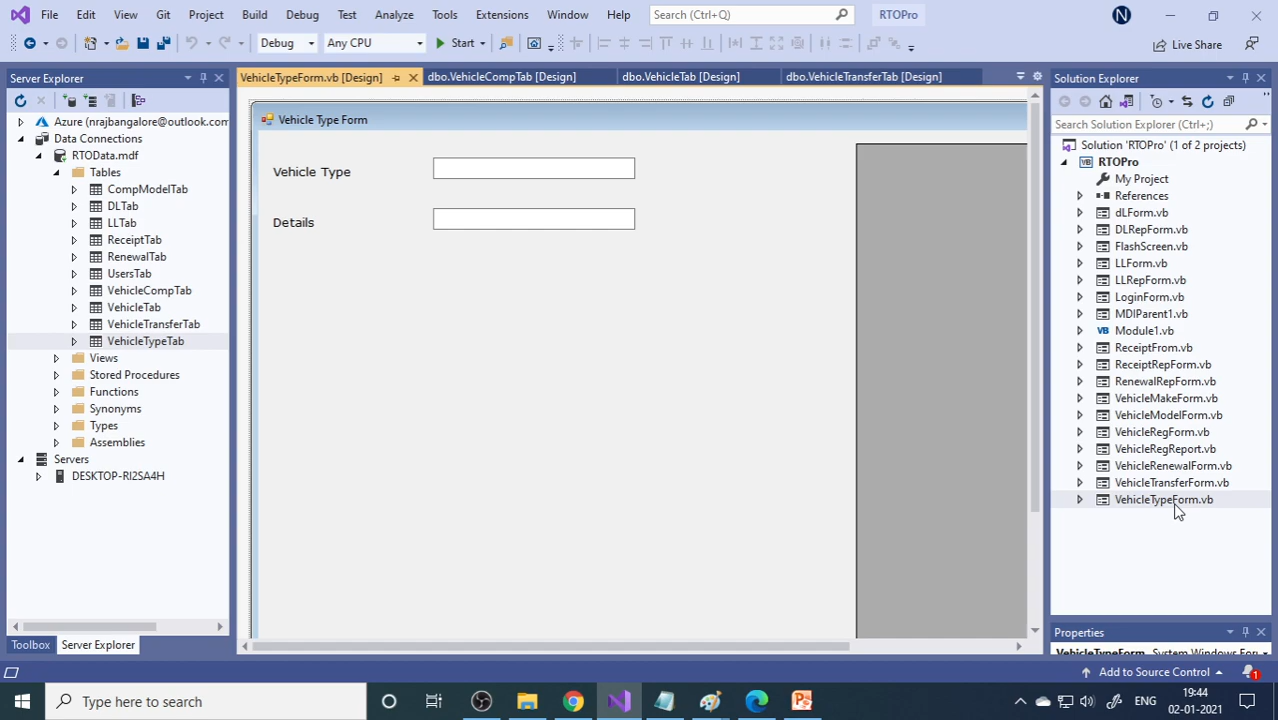 File Edit View Git Project Build Debug Test Analyze Tools Extensions Window Help Search (Ctrl+Q) RTOPro N
Debug Any CPU Start Live Share
Server Explorer
Azure (nrajbangalore@outlook.com
Data Connections
RTOData.mdf
Tables
CompModelTab
DLTab
LLTab
ReceiptTab
RenewalTab
UsersTab
VehicleCompTab
VehicleTab
VehicleTransferTab
VehicleTypeTab
Views
Stored Procedures
Functions
Synonyms
Types
Assemblies
Servers
DESKTOP-RI2SA4H
Toolbox Server Explorer
VehicleTypeForm.vb [Design] dbo.VehicleCompTab [Design] dbo.VehicleTab [Design] dbo.VehicleTransferTab [Design]
Vehicle Type Form
Vehicle Type
Details
Solution Explorer
Search Solution Explorer (Ctrl+;)
Solution 'RTOPro' (1 of 2 projects)
VB RTOPro
My Project
References
dLForm.vb
DLRepForm.vb
FlashScreen.vb
LLForm.vb
LLRepForm.vb
LoginForm.vb
MDIParent1.vb
VB Module1.vb
ReceiptFrom.vb
ReceiptRepForm.vb
RenewalRepForm.vb
VehicleMakeForm.vb
VehicleModelForm.vb
VehicleRegForm.vb
VehicleRegReport.vb
VehicleRenewalForm.vb
VehicleTransferForm.vb
VehicleTypeForm.vb
Properties
VehicleTypeForm System.Windows.For
Add to Source Control 1
Type here to search
ENG
19:44
02-01-2021